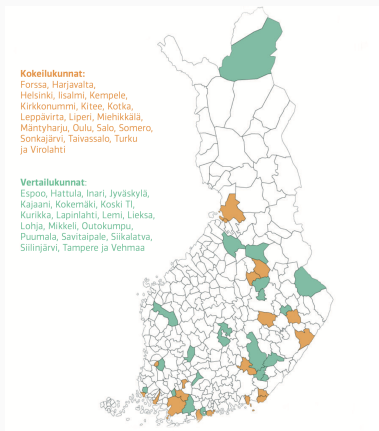 Kokeilukunnat:
Forssa, Harjavalta,
Helsinki, Iisalmi, Kempele,
Kirkkonummi, Kitee, Kotka,
Leppävirta, Liperi, Miehikkälä,
Mäntyharju, Oulu, Salo, Somero,
Sonkajärvi, Taivassalo, Turku
ja Virolahti
Vertailukunnat:
Espoo, Hattula, Inari, Jyväskylä,
Kajaani, Kokemäki, Koski Tl,
Kurikka, Lapinlahti, Lemi, Lieksa,
Lohja, Mikkeli, Outokumpu,
Puumala, Savitaipale, Siikalatva,
Siilinjärvi, Tampere ja Vehmaa